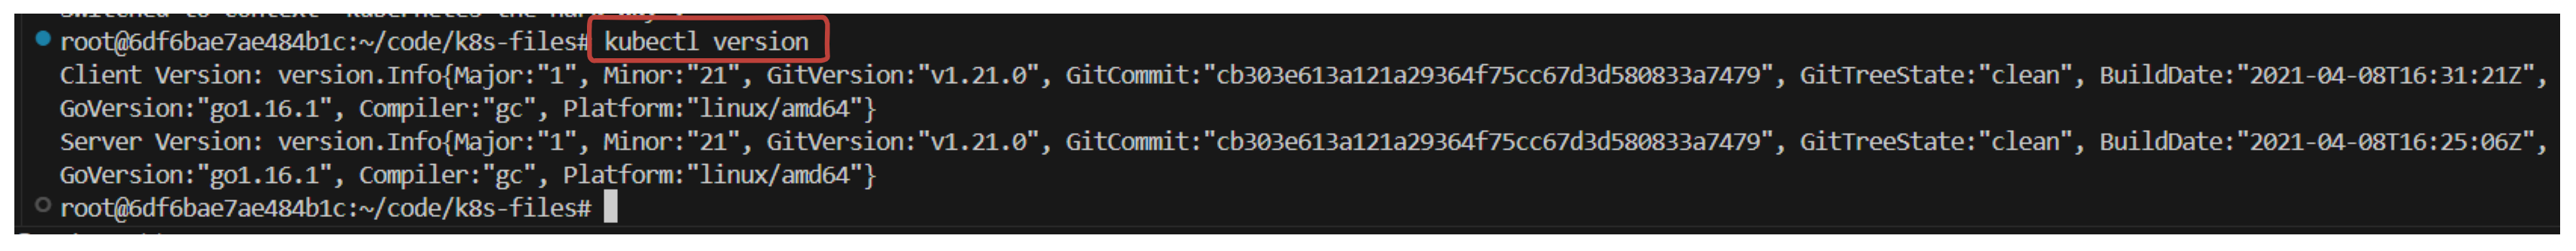 root@6df6bae7ae484b1c:~/code/k8s-files# kubectl version
Client Version: version.Info{Major:"1", Minor:"21", GitVersion:"v1.21.0", GitCommit:"cb303e613a121a29364f75cc67d3d580833a7479", GitTreeState:"clean", BuildDate:"2021-04-08T16:31:21Z",
GoVersion:"go1.16.1", Compiler:"gc", Platform:"linux/amd64"}
Server Version: version.Info{Major:"1", Minor:"21", GitVersion:"v1.21.0", GitCommit:"cb303e613a121a29364f75cc67d3d580833a7479", GitTreeState:"clean", BuildDate:"2021-04-08T16:25:06Z",
GoVersion:"go1.16.1", Compiler:"gc", Platform:"linux/amd64"}
root@6df6bae7ae484b1c:~/code/k8s-files#